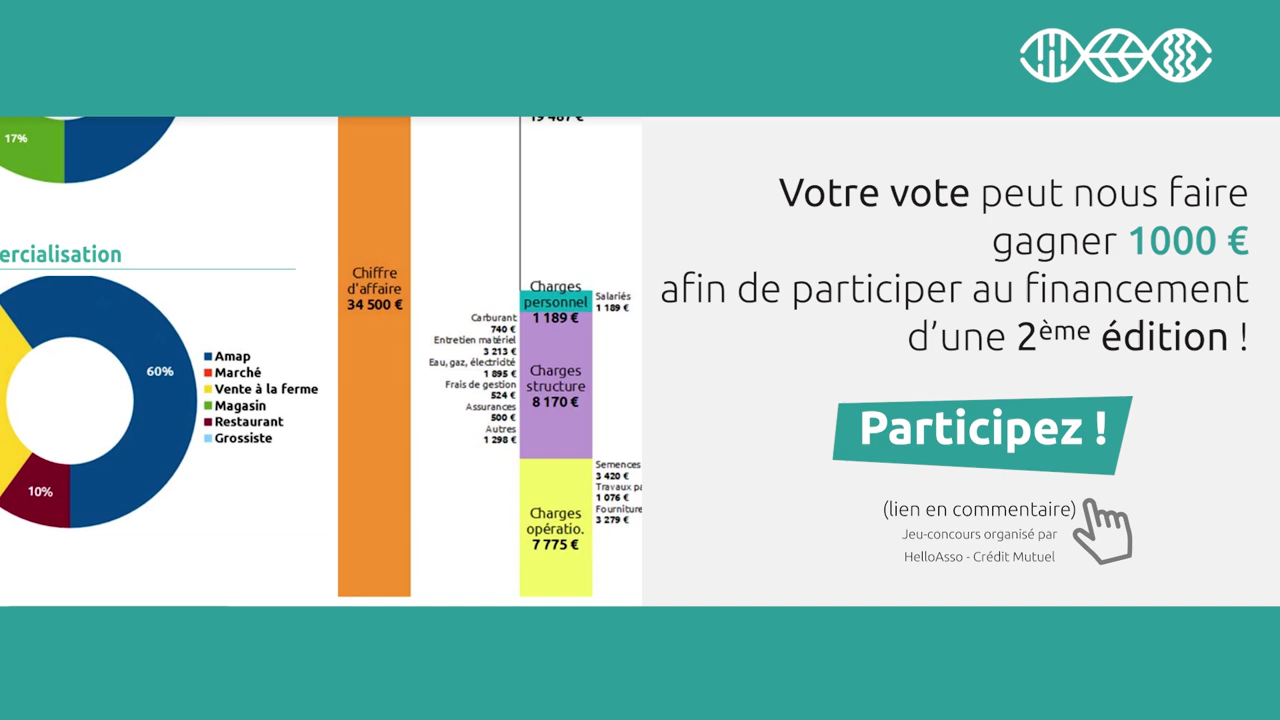 17%
ercialisation
60%
10%
Amap
Marché
Vente à la ferme
Magasin
Restaurant
Grossiste
Chiffre
d'affaire
34 500 €
19 487 €
Charges
personnel
1 189 €
Salariés
1 189 €
Carburant
740 €
Entretien matériel
3 213 €
Eau, gaz, électricité
1 895 €
Frais de gestion
524 €
Assurances
500 €
Autres
1 298 €
Charges
structure
8 170 €
Charges
opératio.
7 775 €
Semences
3 420 €
Travaux pa
1 076 €
Fourniture
3 279 €
Votre vote peut nous faire
gagner 1000 €
afin de participer au financement
d’une 2ème édition !
Participez !
(lien en commentaire)
Jeu-concours organisé par
HelloAsso - Crédit Mutuel